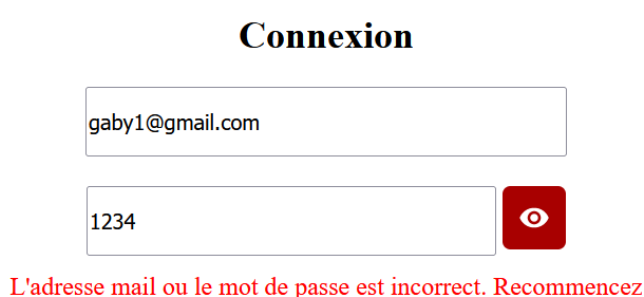 Connexion
gaby1@gmail.com
1234
L'adresse mail ou le mot de passe est incorrect. Recommencez